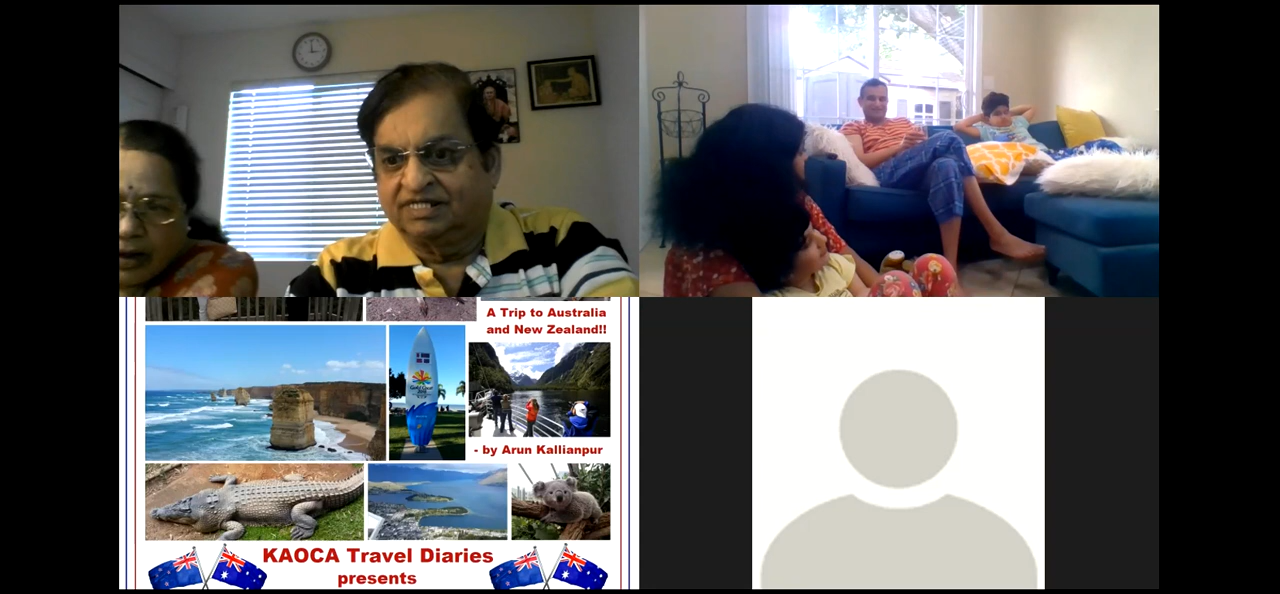 A Trip to Australia
and New Zealand!!
- by Arun Kallianpur
KAOCA Travel Diaries
presents